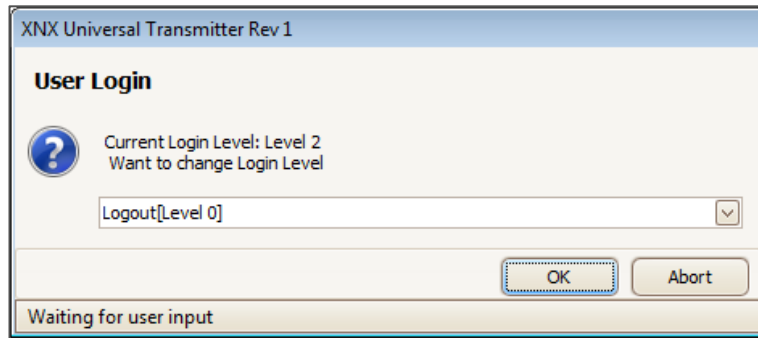 XNX Universal Transmitter Rev 1
User Login
Current Login Level: Level 2
Want to change Login Level
Logout[Level 0]
OK Abort
Waiting for user input